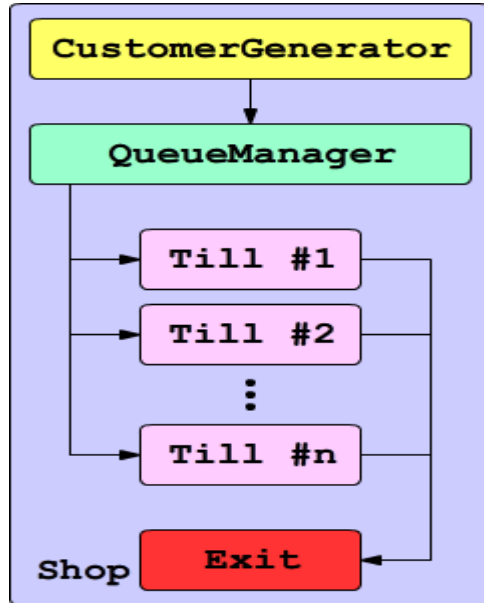 CustomerGenerator
QueueManager
Till #1
Till #2
Till #n
Shop
Exit